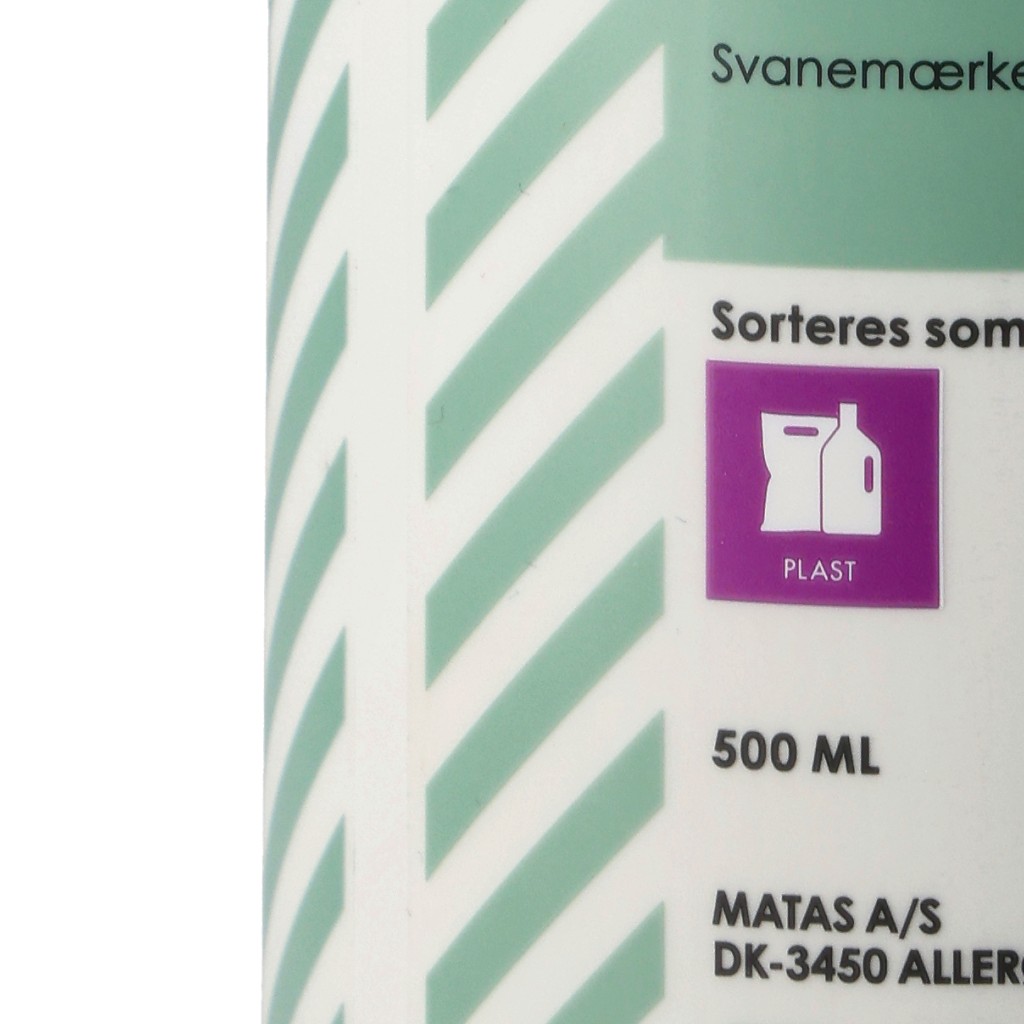 Svanemærke
Sorteres som
PLAST
500 ML
MATAS A/S
DK-3450 ALLER